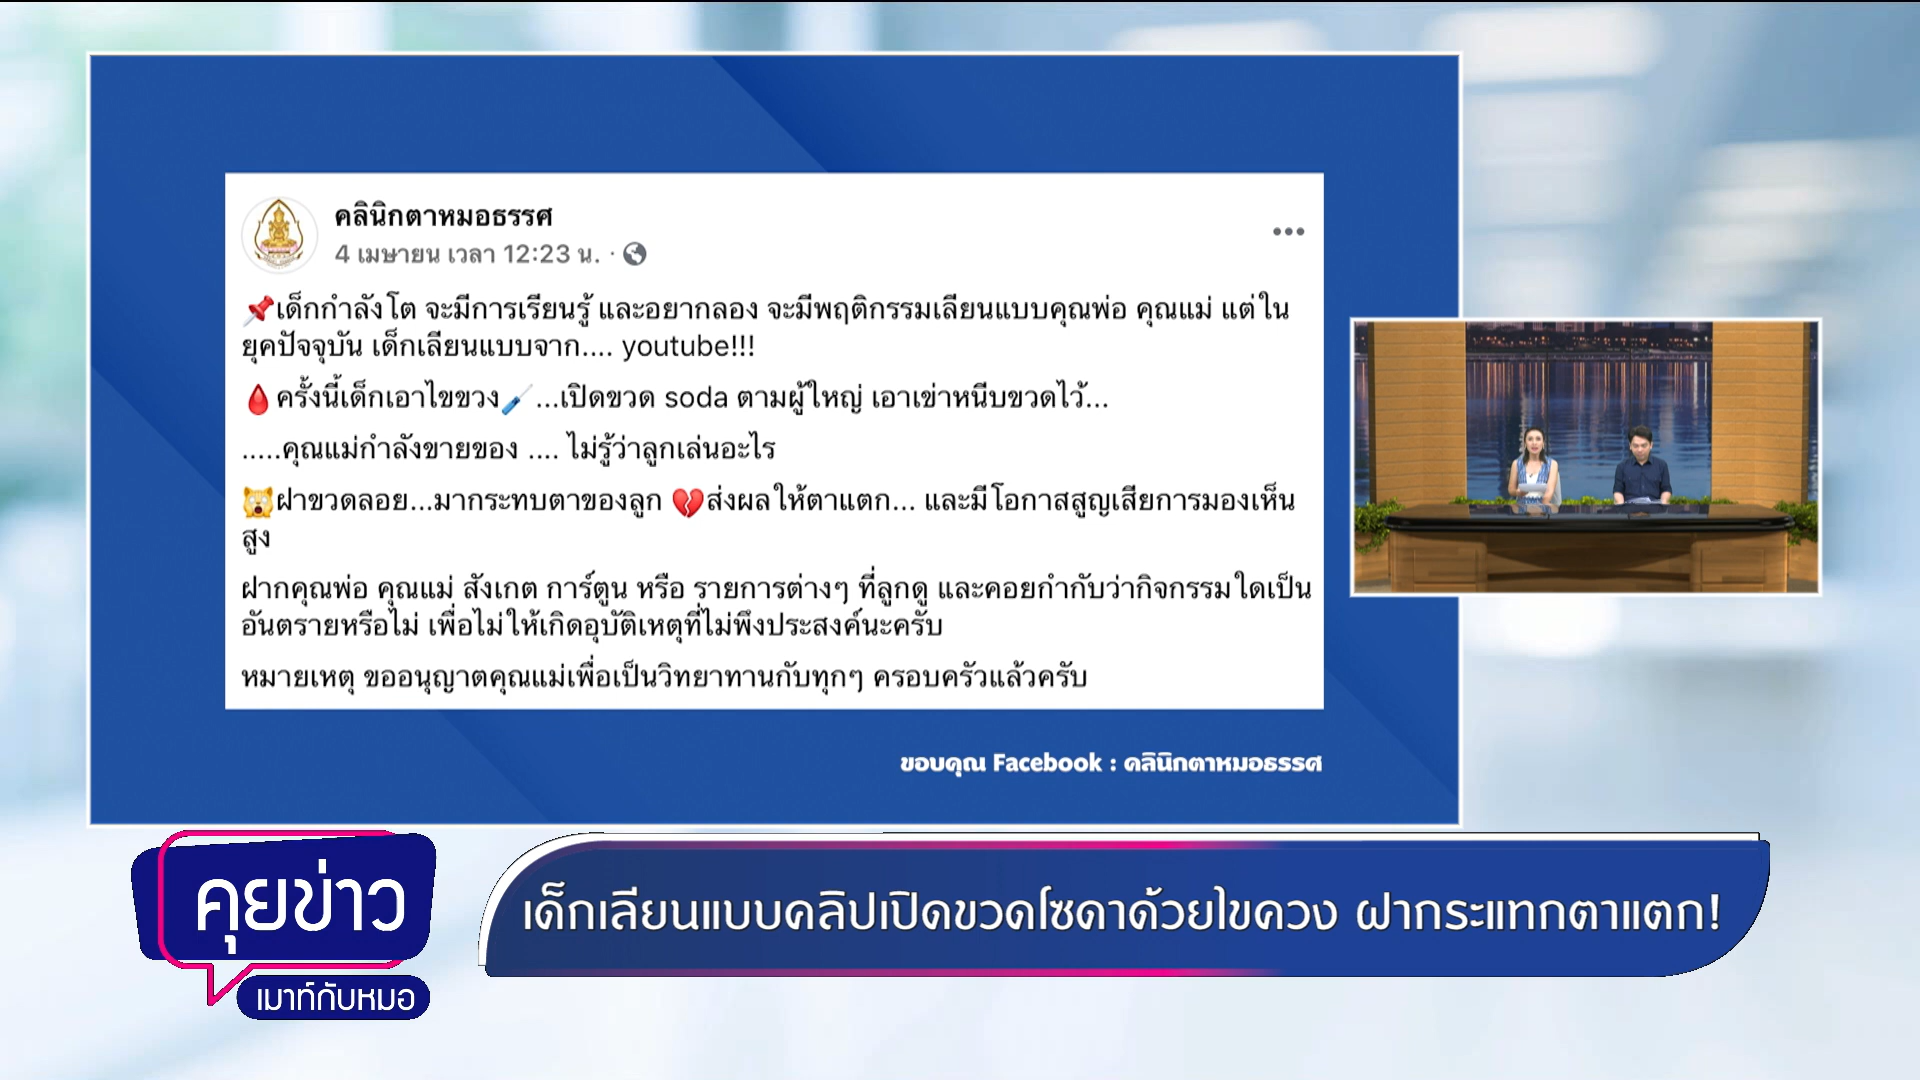 คลินิกตาหมอธรรศ
4 เมษายน เวลา 12:23 น. ·
📌เด็กกำลังโต จะมีการเรียนรู้ และอยากลอง จะมีพฤติกรรมเลียนแบบคุณพ่อ คุณแม่ แต่ใน
ยุคปัจจุบัน เด็กเลียนแบบจาก.... youtube!!!
🩸ครั้งนี้เด็กเอาไขขวง🪛...เปิดขวด soda ตามผู้ใหญ่ เอาเข่าหนีบขวดไว้...
.....คุณแม่กำลังขายของ .... ไม่รู้ว่าลูกเล่นอะไร
🙀ฝาขวดลอย...มากระทบตาของลูก 💔ส่งผลให้ตาแตก... และมีโอกาสสูญเสียการมองเห็น
สูง
ฝากคุณพ่อ คุณแม่ สังเกต การ์ตูน หรือ รายการต่างๆ ที่ลูกดู และคอยกำกับว่ากิจกรรมใดเป็น
อันตรายหรือไม่ เพื่อไม่ให้เกิดอุบัติเหตุที่ไม่พึงประสงค์นะครับ
หมายเหตุ ขออนุญาตคุณแม่เพื่อเป็นวิทยาทานกับทุกๆ ครอบครัวแล้วครับ
ขอบคุณ Facebook : คลินิกตาหมอธรรศ
คุยข่าว
เมาท์กับหมอ
เด็กเลียนแบบคลิปเปิดขวดโซดาด้วยไขควง ฝากระแทกตาแตก!